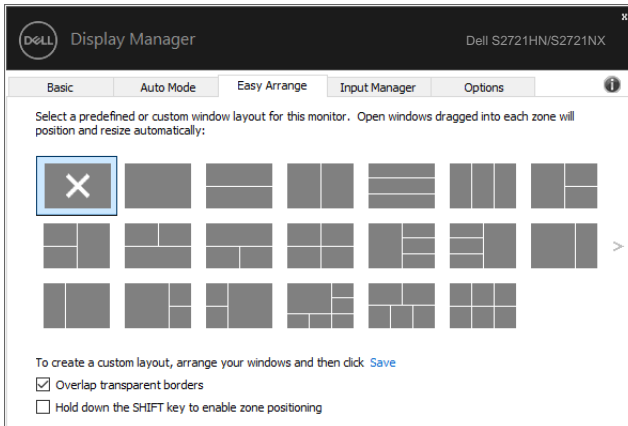 x
DELL Display Manager Dell S2721HN/S2721NX
Basic Auto Mode Easy Arrange Input Manager Options i
Select a predefined or custom window layout for this monitor. Open windows dragged into each zone will
position and resize automatically:
>
To create a custom layout, arrange your windows and then click Save
Overlap transparent borders
Hold down the SHIFT key to enable zone positioning